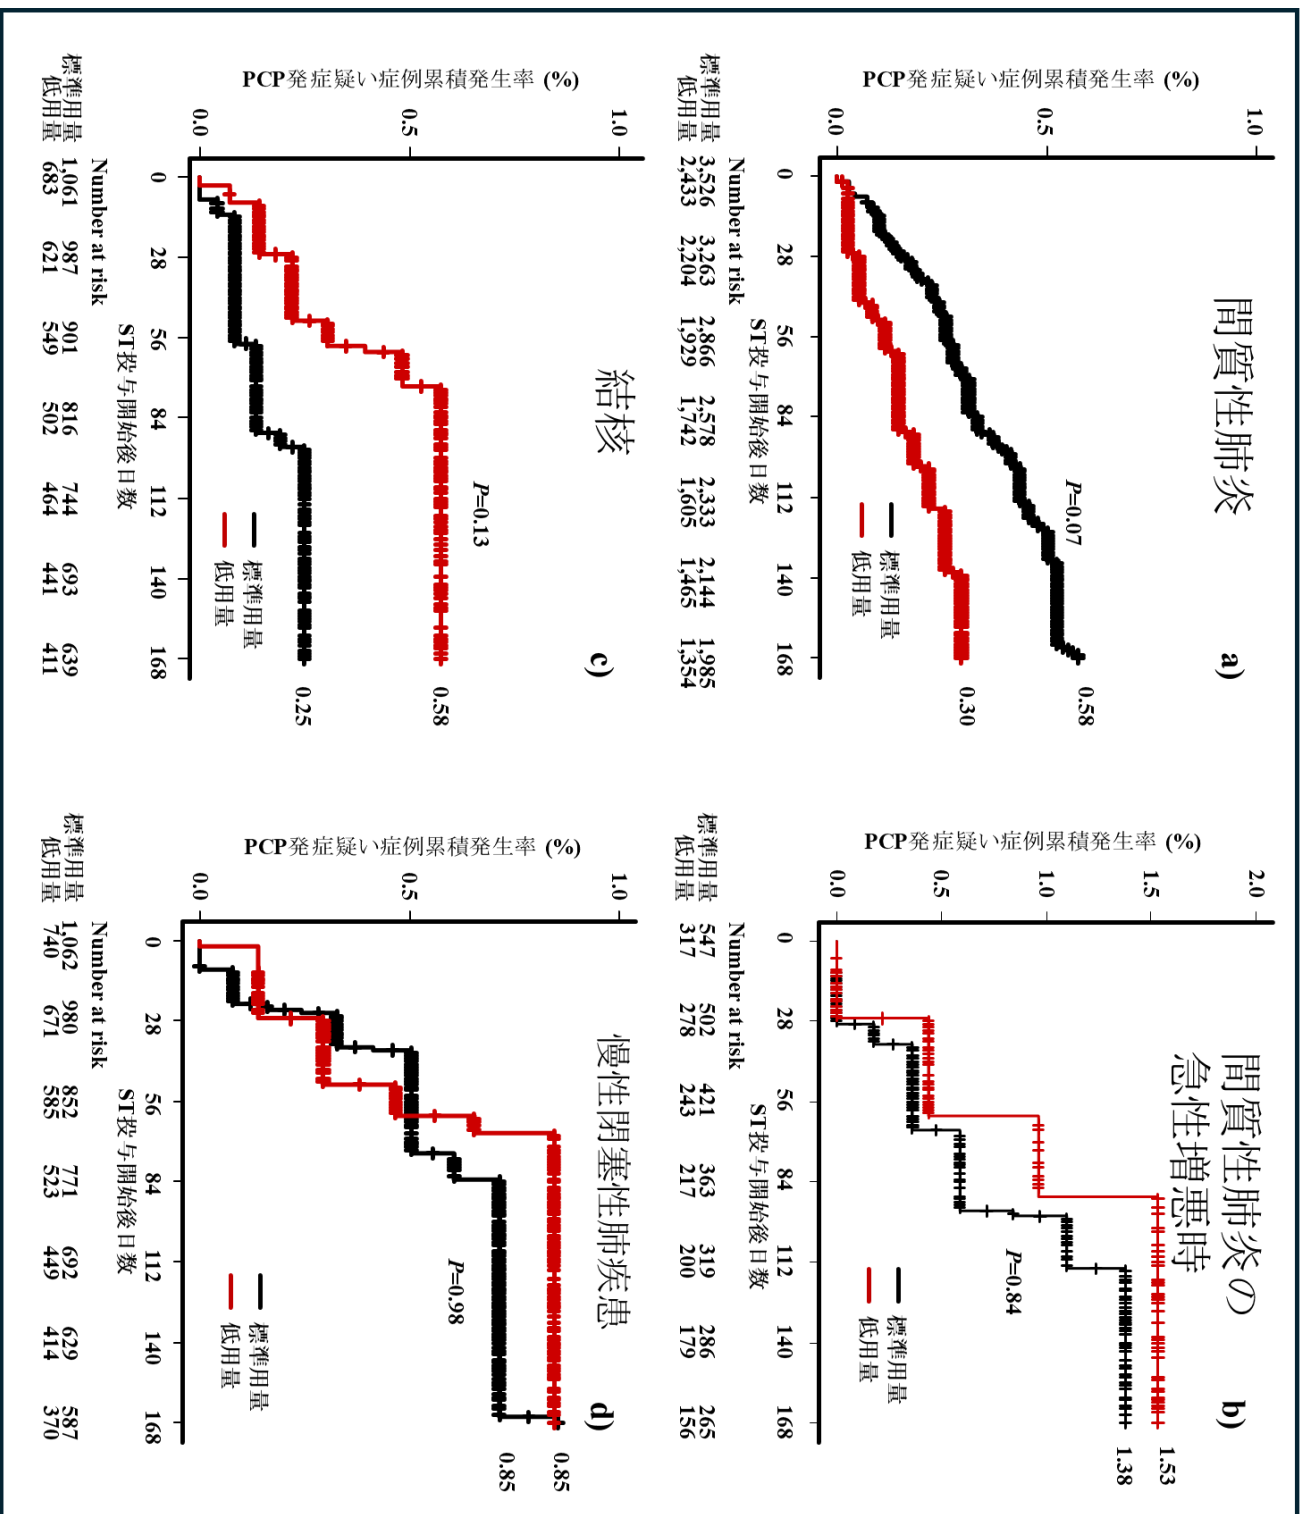 間質性肺炎
a)
PCP発症疑い症例累積発生率 (%)
1.0
0.5
0.0
0 28 56 84 112 140 168
ST投与開始後日数
P=0.07
0.58
0.30
標準用量
低用量
Number at risk
標準用量 3,526 3,263 2,866 2,578 2,333 2,144 1,985
低用量 2,433 2,204 1,929 1,742 1,605 1,465 1,354
間質性肺炎の
急性増悪時
b)
PCP発症疑い症例累積発生率 (%)
2.0
1.5
1.0
0.5
0.0
0 28 56 84 112 140 168
ST投与開始後日数
P=0.84
1.53
1.38
標準用量
低用量
Number at risk
標準用量 547 502 421 363 319 286 265
低用量 317 278 243 217 200 179 156
結核
c)
PCP発症疑い症例累積発生率 (%)
1.0
0.5
0.0
0 28 56 84 112 140 168
ST投与開始後日数
P=0.13
0.58
0.25
標準用量
低用量
Number at risk
標準用量 1,061 987 901 816 744 693 639
低用量 683 621 549 502 464 441 411
慢性閉塞性肺疾患
d)
PCP発症疑い症例累積発生率 (%)
1.0
0.5
0.0
0 28 56 84 112 140 168
ST投与開始後日数
P=0.98
0.85
0.85
標準用量
低用量
Number at risk
標準用量 1,062 980 852 771 692 629 587
低用量 740 671 585 523 449 414 370